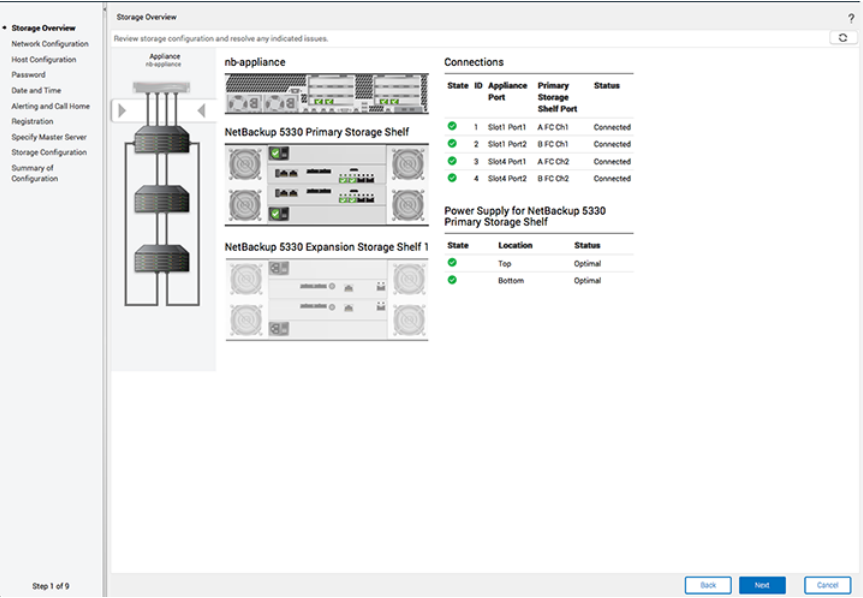 Storage Overview
Network Configuration
Host Configuration
Password
Date and Time
Alerting and Call Home
Registration
Specify Master Server
Storage Configuration
Summary of
Configuration
Step 1 of 9
Storage Overview
?
Review storage configuration and resolve any indicated issues.
Appliance
nb-appliance
nb-appliance
NetBackup 5330 Primary Storage Shelf
NetBackup 5330 Expansion Storage Shelf 1
Connections
State ID Appliance Port Primary Storage Shelf Port Status
1 Slot1 Port1 A FC Ch1 Connected
2 Slot1 Port2 B FC Ch1 Connected
3 Slot4 Port1 A FC Ch2 Connected
4 Slot4 Port2 B FC Ch2 Connected
Power Supply for NetBackup 5330
Primary Storage Shelf
State Location Status
Top Optimal
Bottom Optimal
Back Next Cancel